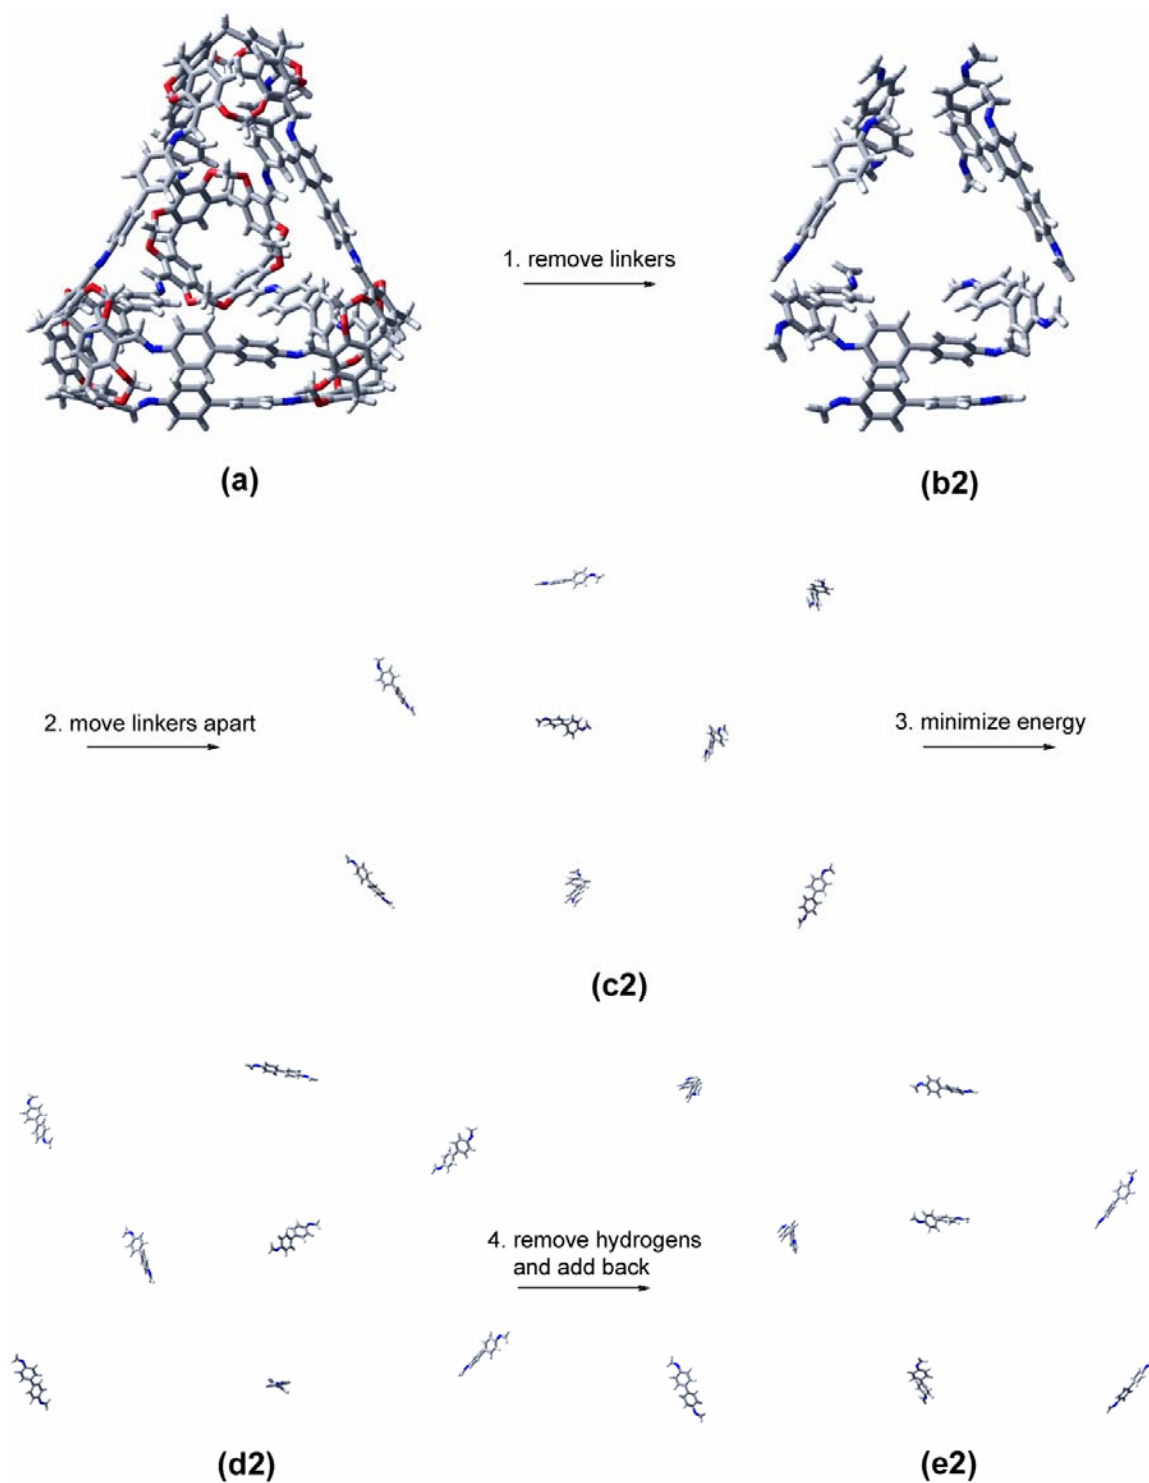 1. remove linkers
(a)
(b2)
2. move linkers apart
3. minimize energy
(c2)
4. remove hydrogens
and add back
(d2)
(e2)